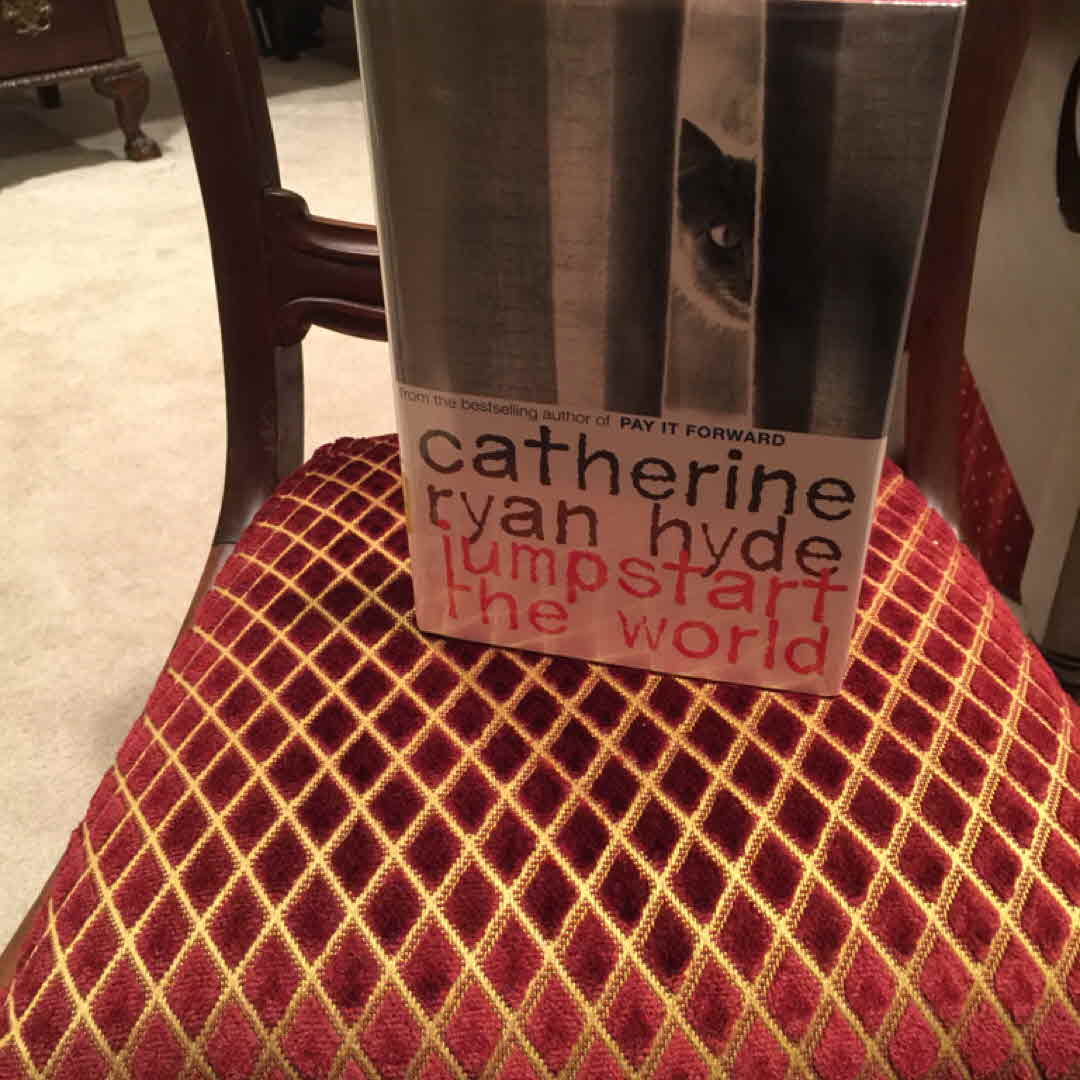 from the bestselling author of PAY IT FORWARD
catherine
ryan hyde
jumpstart
the world